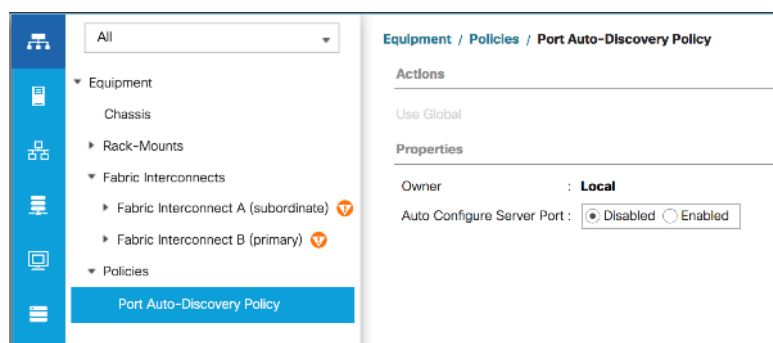 All
Equipment
Chassis
Rack-Mounts
Fabric Interconnects
Fabric Interconnect A (subordinate)
Fabric Interconnect B (primary)
Policies
Port Auto-Discovery Policy
Equipment / Policies / Port Auto-Discovery Policy
Actions
Use Global
Properties
Owner : Local
Auto Configure Server Port : Disabled Enabled